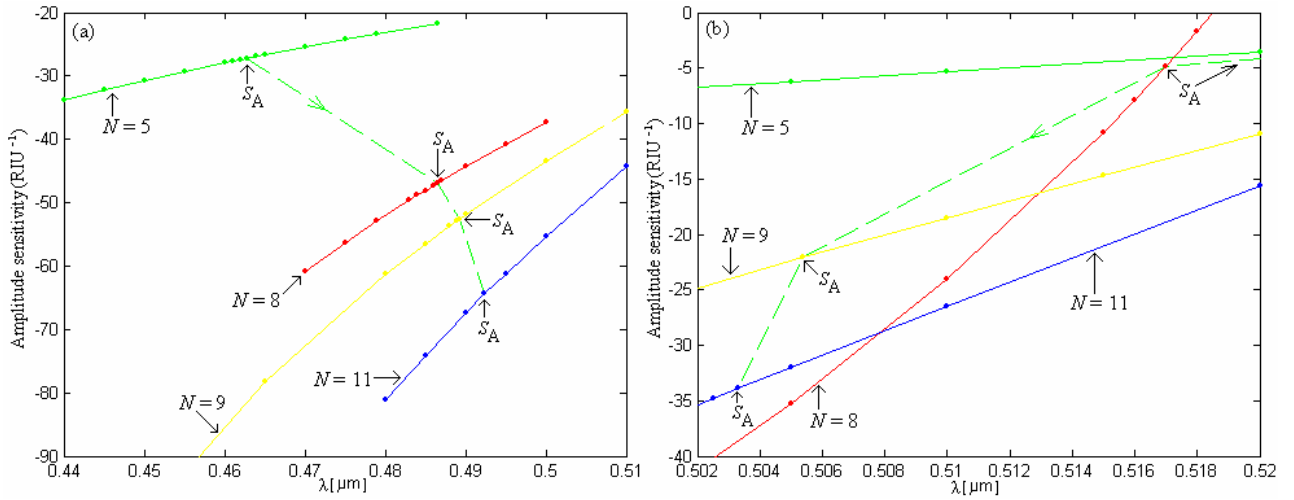 (a)
Amplitude sensitivity (RIU⁻¹)
0
-10
-20
-30
-40
-50
-60
-70
-80
-90
0.44
0.45
0.46
0.47
0.48
0.49
0.5
0.51
λ[µm]
N = 5
S_A
S_A
S_A
N = 8
S_A
N = 11
N = 9
(b)
Amplitude sensitivity (RIU⁻¹)
0
-5
-10
-15
-20
-25
-30
-35
-40
0.502
0.504
0.506
0.508
0.510
0.512
0.514
0.516
0.518
0.52
λ[µm]
N = 5
S_A
N = 9
S_A
N = 11
S_A
N = 8